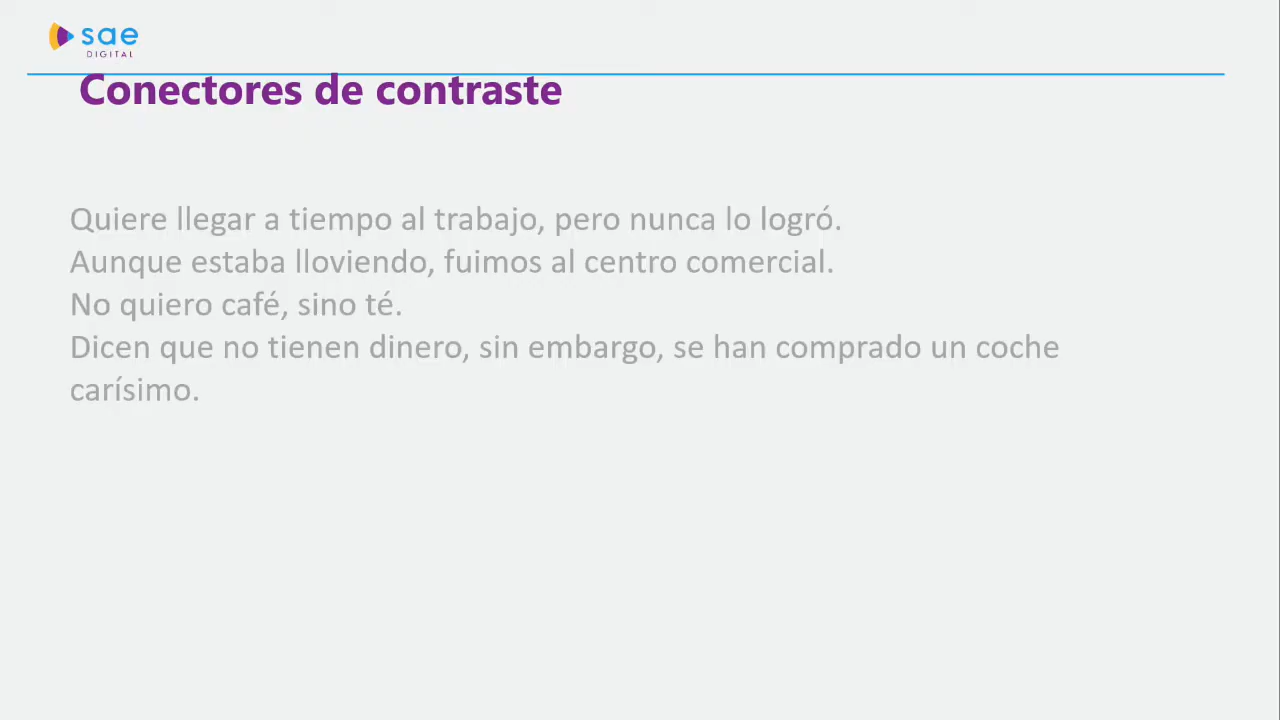 sae
DIGITAL
Conectores de contraste
Quiere llegar a tiempo al trabajo, pero nunca lo logró.
Aunque estaba lloviendo, fuimos al centro comercial.
No quiero café, sino té.
Dicen que no tienen dinero, sin embargo, se han comprado un coche
carísimo.